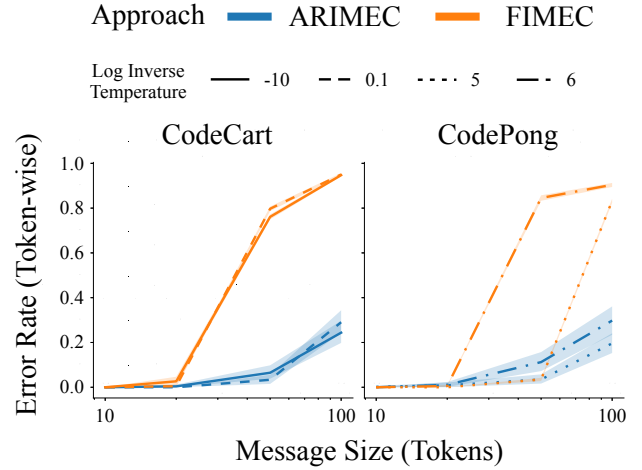 Approach ARIMEC FIMEC
Log Inverse
Temperature
-10 0.1 5 6
CodeCart CodePong
Error Rate (Token-wise)
1.0
0.8
0.6
0.4
0.2
0.0
10 100 10 100
Message Size (Tokens)